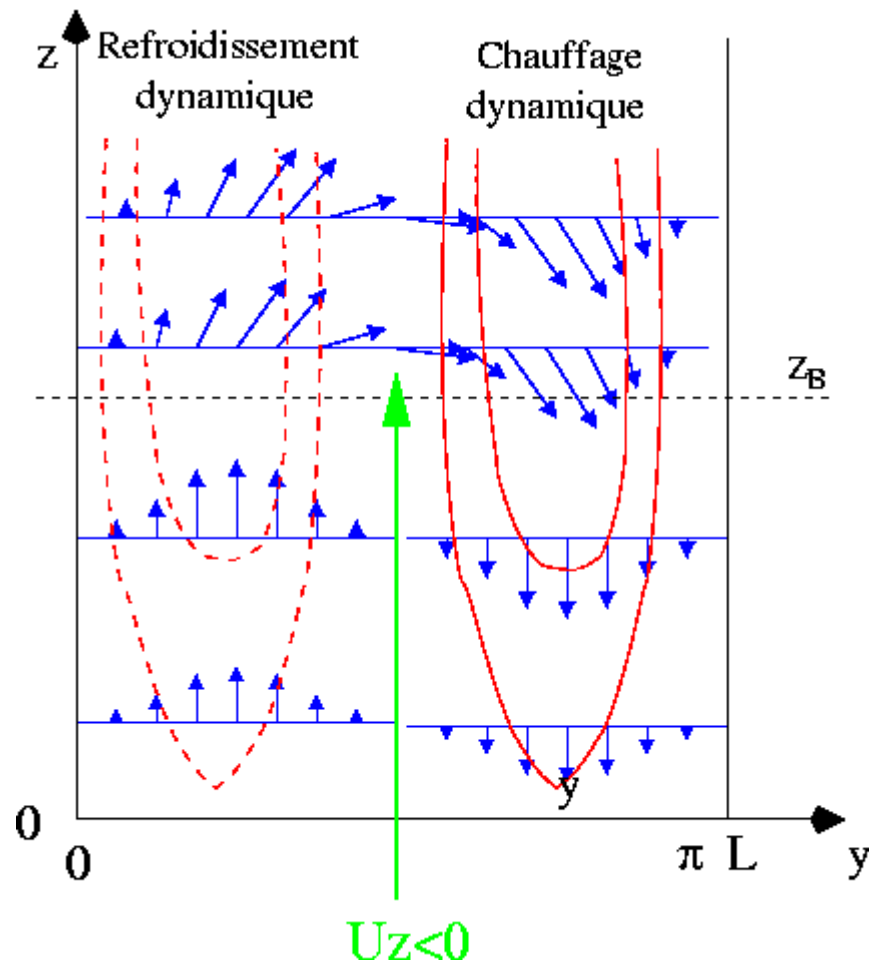 z
Refroidissement
dynamique
Chauffage
dynamique
zB
y
0
0
π L
y
Uz<0